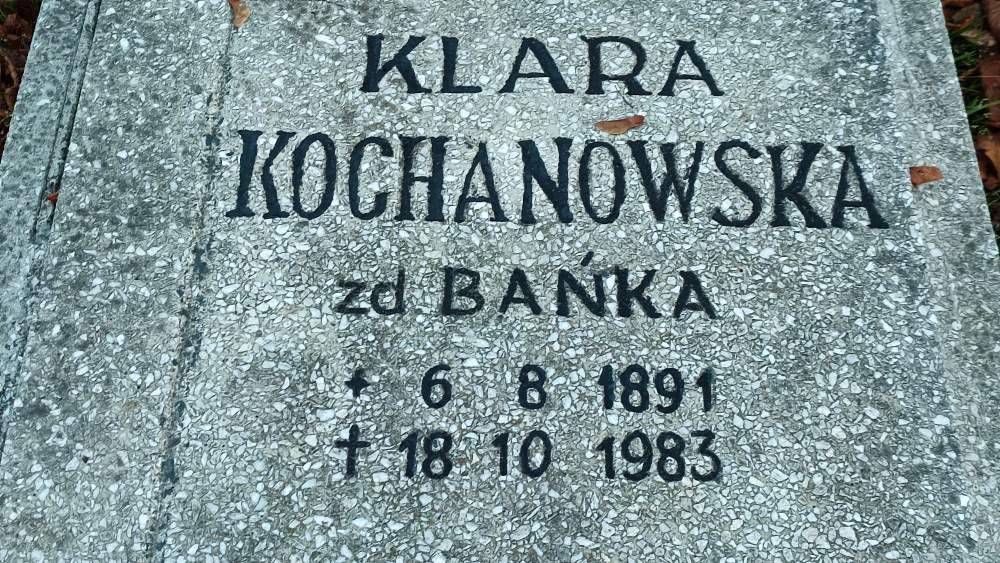 KLARA
KOCHANOWSKA
zd BAŃKA
+ 6 8 1891
† 18 10 1983